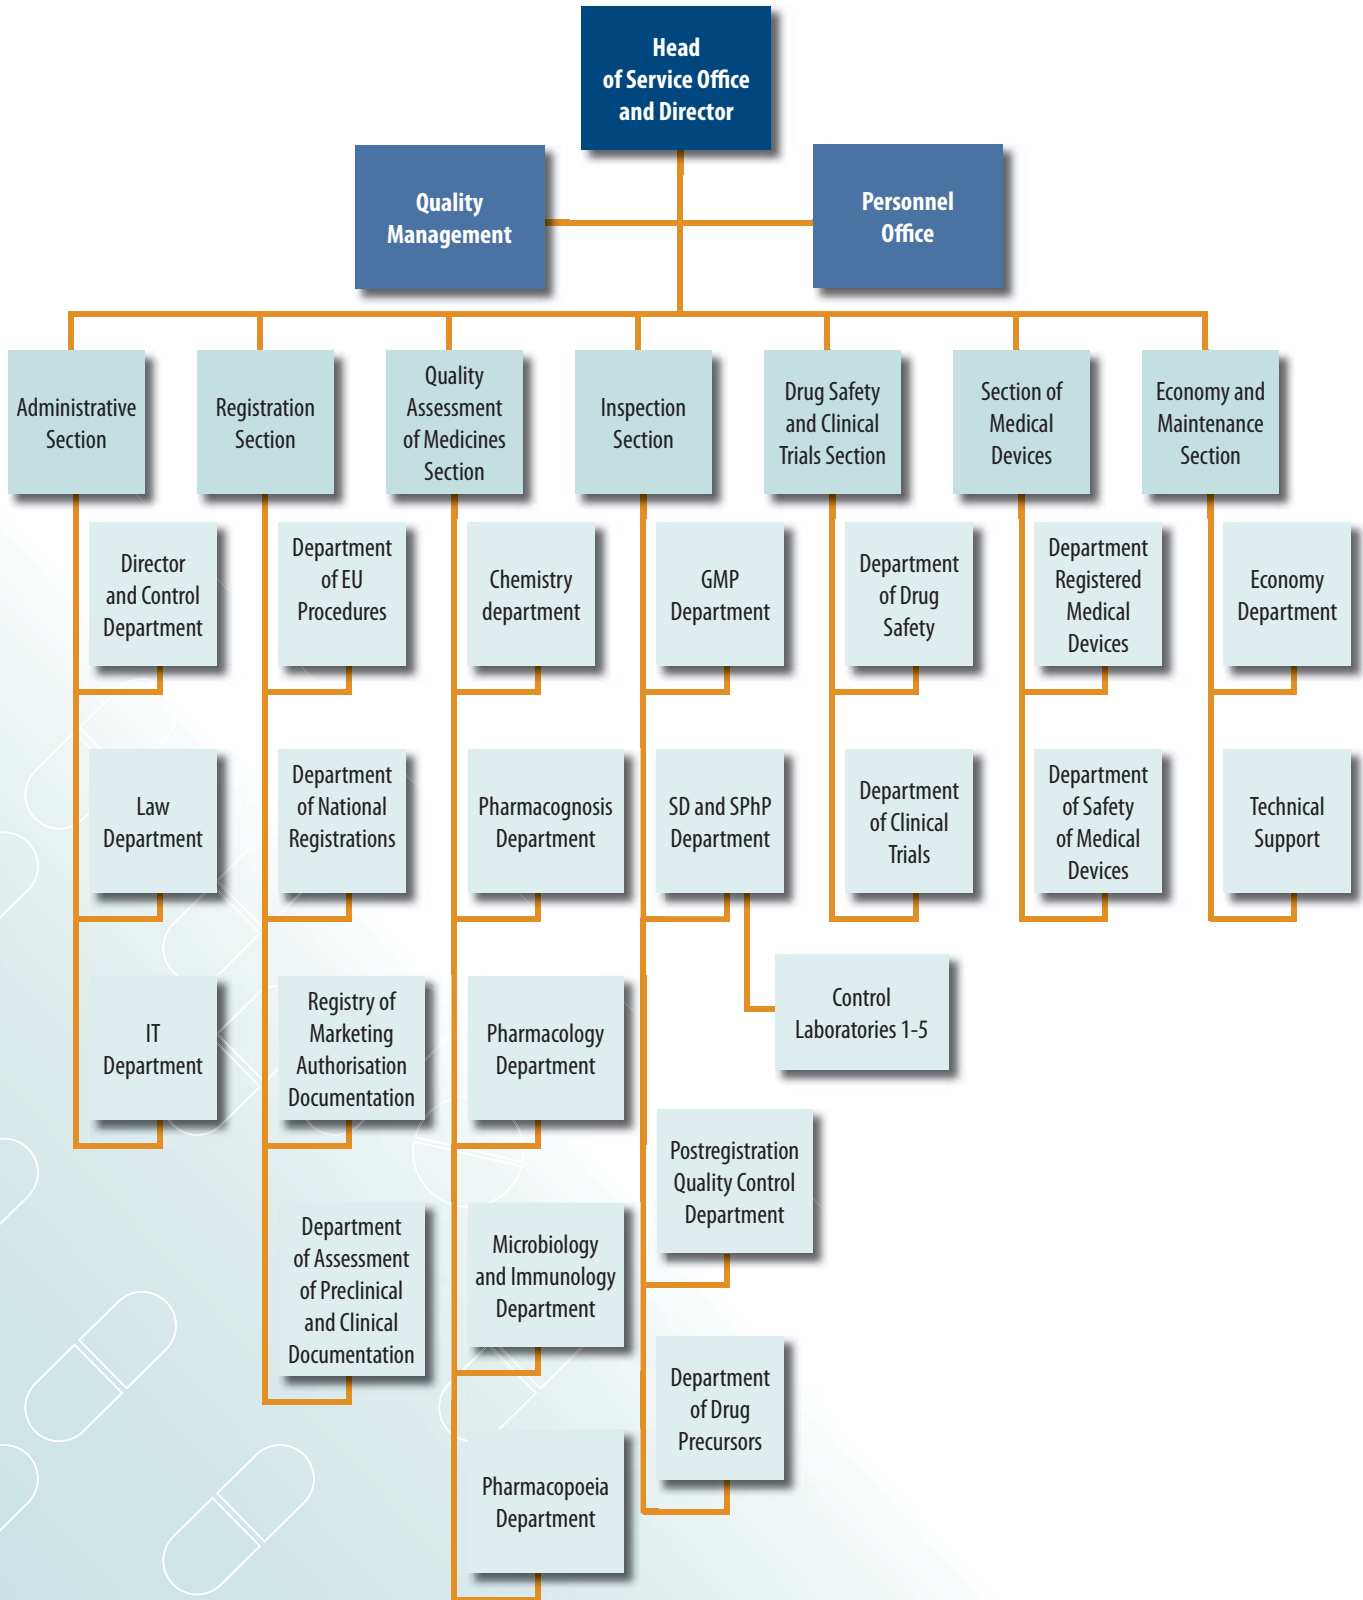 Head
of Service Office
and Director
Quality
Management
Personnel
Office
Administrative
Section
Registration
Section
Quality
Assessment
of Medicines
Section
Inspection
Section
Drug Safety
and Clinical
Trials Section
Section of
Medical
Devices
Economy and
Maintenance
Section
Director
and Control
Department
Department
of EU
Procedures
Chemistry
department
GMP
Department
Department
of Drug
Safety
Department
Registered
Medical
Devices
Economy
Department
Law
Department
Department
of National
Registrations
Pharmacognosis
Department
SD and SPhP
Department
Department
of Clinical
Trials
Department
of Safety
of Medical
Devices
Technical
Support
IT
Department
Registry of
Marketing
Authorisation
Documentation
Pharmacology
Department
Control
Laboratories 1-5
Postregistration
Quality Control
Department
Department
of Assessment
of Preclinical
and Clinical
Documentation
Microbiology
and Immunology
Department
Department
of Drug
Precursors
Pharmacopoeia
Department